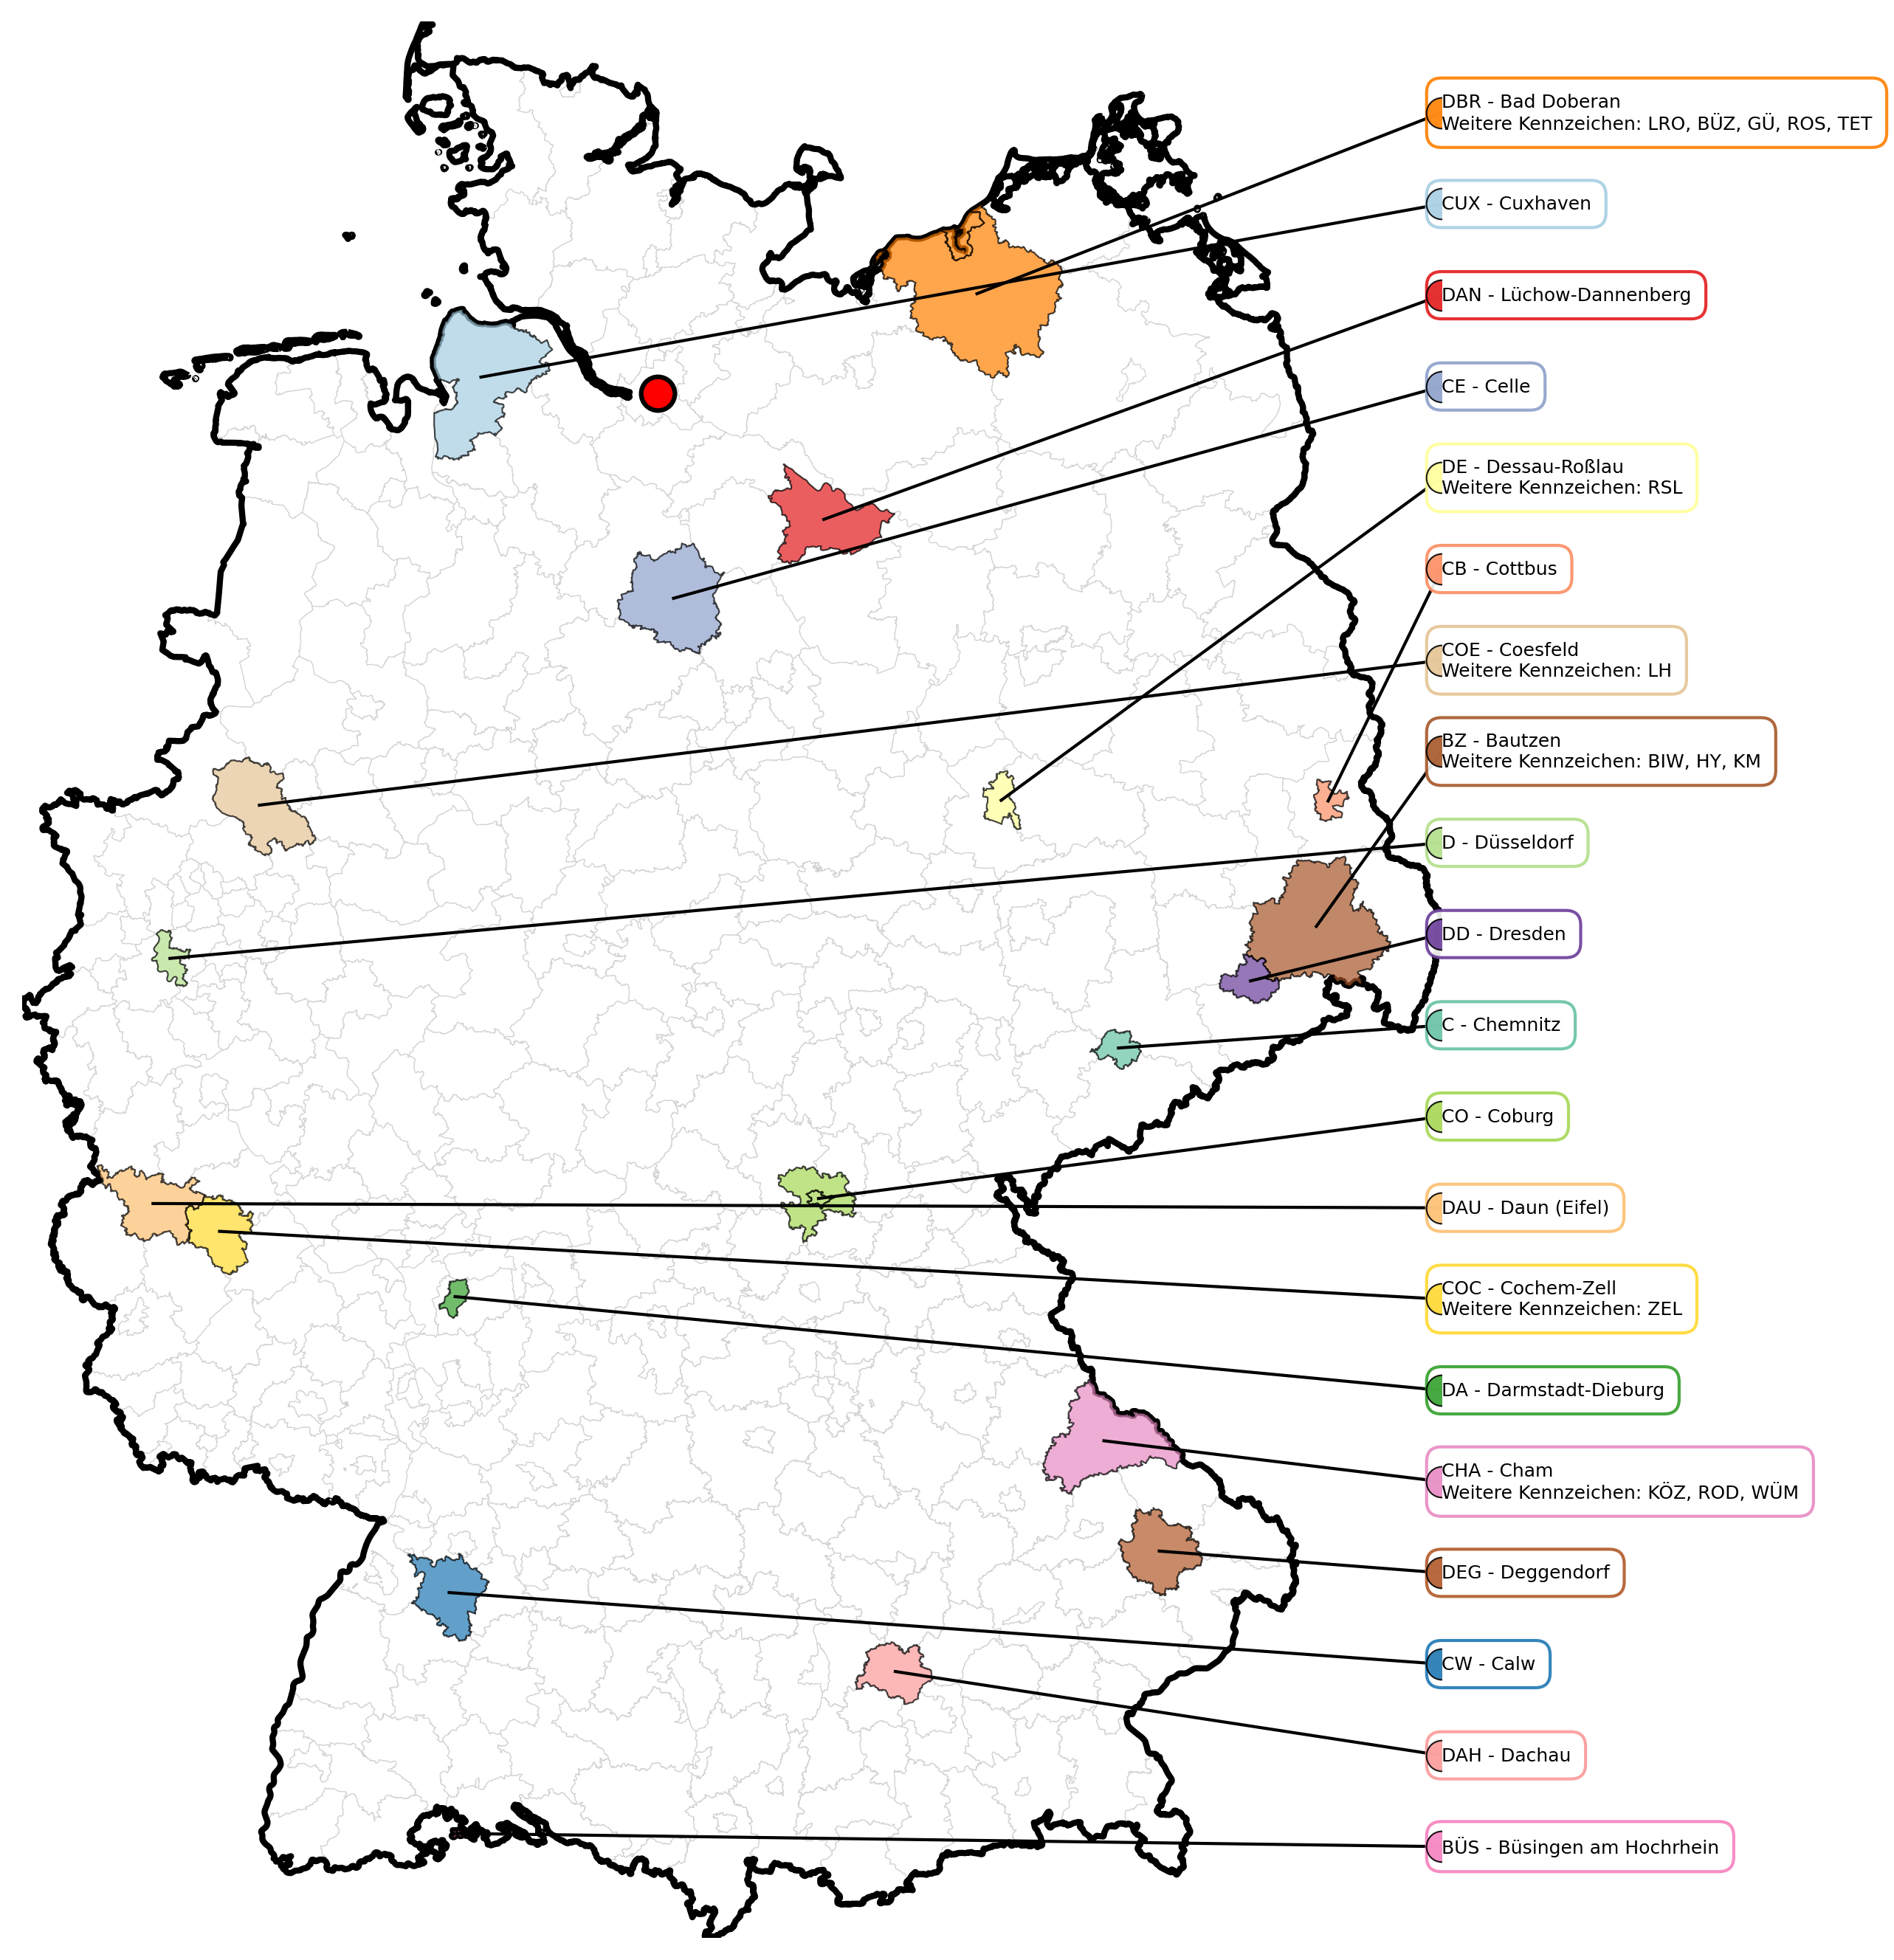 DBR - Bad Doberan
Weitere Kennzeichen: LRO, BÜZ, GÜ, ROS, TET
CUX - Cuxhaven
DAN - Lüchow-Dannenberg
CE - Celle
DE - Dessau-Roßlau
Weitere Kennzeichen: RSL
CB - Cottbus
COE - Coesfeld
Weitere Kennzeichen: LH
BZ - Bautzen
Weitere Kennzeichen: BIW, HY, KM
D - Düsseldorf
DD - Dresden
C - Chemnitz
CO - Coburg
DAU - Daun (Eifel)
COC - Cochem-Zell
Weitere Kennzeichen: ZEL
DA - Darmstadt-Dieburg
CHA - Cham
Weitere Kennzeichen: KÖZ, ROD, WÜM
DEG - Deggendorf
CW - Calw
DAH - Dachau
BÜS - Büsingen am Hochrhein